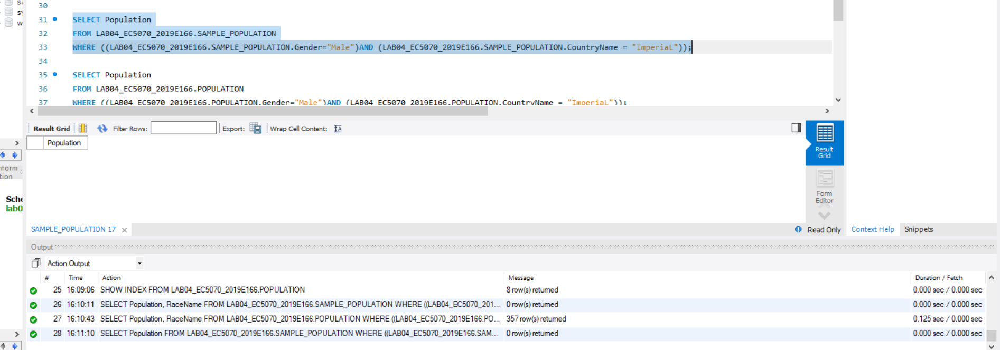 30
31 SELECT Population
32 FROM LAB04_EC5070_2019E166.SAMPLE_POPULATION
33 WHERE ((LAB04_EC5070_2019E166.SAMPLE_POPULATION.Gender="Male")AND (LAB04_EC5070_2019E166.SAMPLE_POPULATION.CountryName = "ImperiaL"));
34
35 SELECT Population
36 FROM LAB04_EC5070_2019E166.POPULATION
37 WHERE ((LAB04_EC5070_2019E166.POPULATION.Gender="Male")AND (LAB04_EC5070_2019E166.POPULATION.CountryName = "ImperiaL"));
Result Grid Filter Rows: Export: Wrap Cell Content: IA
Population
Result
Grid
Form
Editor
nform
tion
Sche
lab0
SAMPLE_POPULATION 17 Read Only Context Help Snippets
Output
Action Output
# Time Action Message Duration / Fetch
25 16:09:06 SHOW INDEX FROM LAB04_EC5070_2019E166.POPULATION 8 row(s) returned 0.000 sec / 0.000 sec
26 16:10:11 SELECT Population, RaceName FROM LAB04_EC5070_2019E166.SAMPLE_POPULATION WHERE ((LAB04_EC5070_201... 0 row(s) returned 0.000 sec / 0.000 sec
27 16:10:43 SELECT Population, RaceName FROM LAB04_EC5070_2019E166.POPULATION WHERE ((LAB04_EC5070_2019E166.PO... 357 row(s) returned 0.125 sec / 0.000 sec
28 16:11:10 SELECT Population FROM LAB04_EC5070_2019E166.SAMPLE_POPULATION WHERE ((LAB04_EC5070_2019E166.SAM... 0 row(s) returned 0.000 sec / 0.000 sec